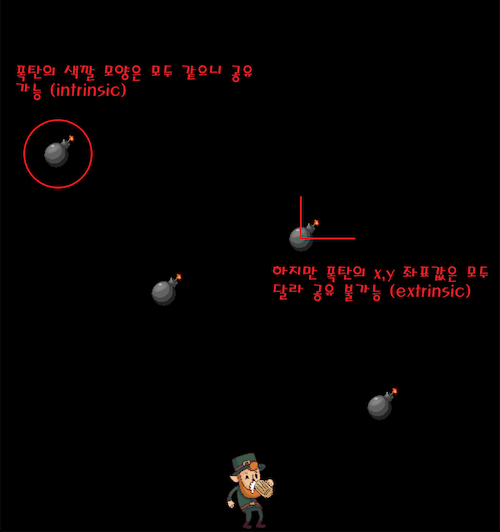 폭탄의 색깔 모양은 모두 같으니 공유
가능 (intrinsic)
하지만 폭탄의 x,y 좌표값은 모두
달라 공유 불가능 (extrinsic)